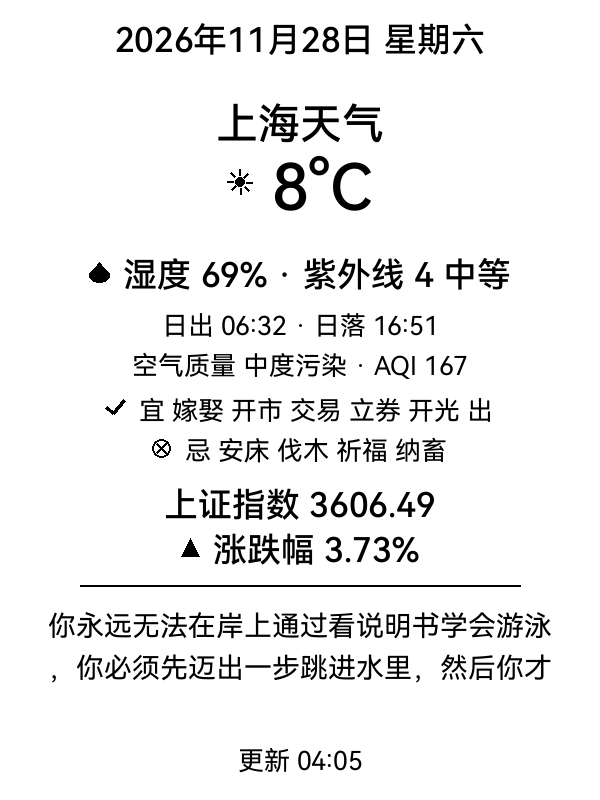 2026年11月28日 星期六
上海天气
8°C
湿度 69% · 紫外线 4 中等
日出 06:32 · 日落 16:51
空气质量 中度污染 · AQI 167
宜 嫁娶 开市 交易 立券 开光 出
忌 安床 伐木 祈福 纳畜
上证指数 3606.49
▲ 涨跌幅 3.73%
你永远无法在岸上通过看说明书学会游泳
，你必须先迈出一步跳进水里，然后你才
更新 04:05